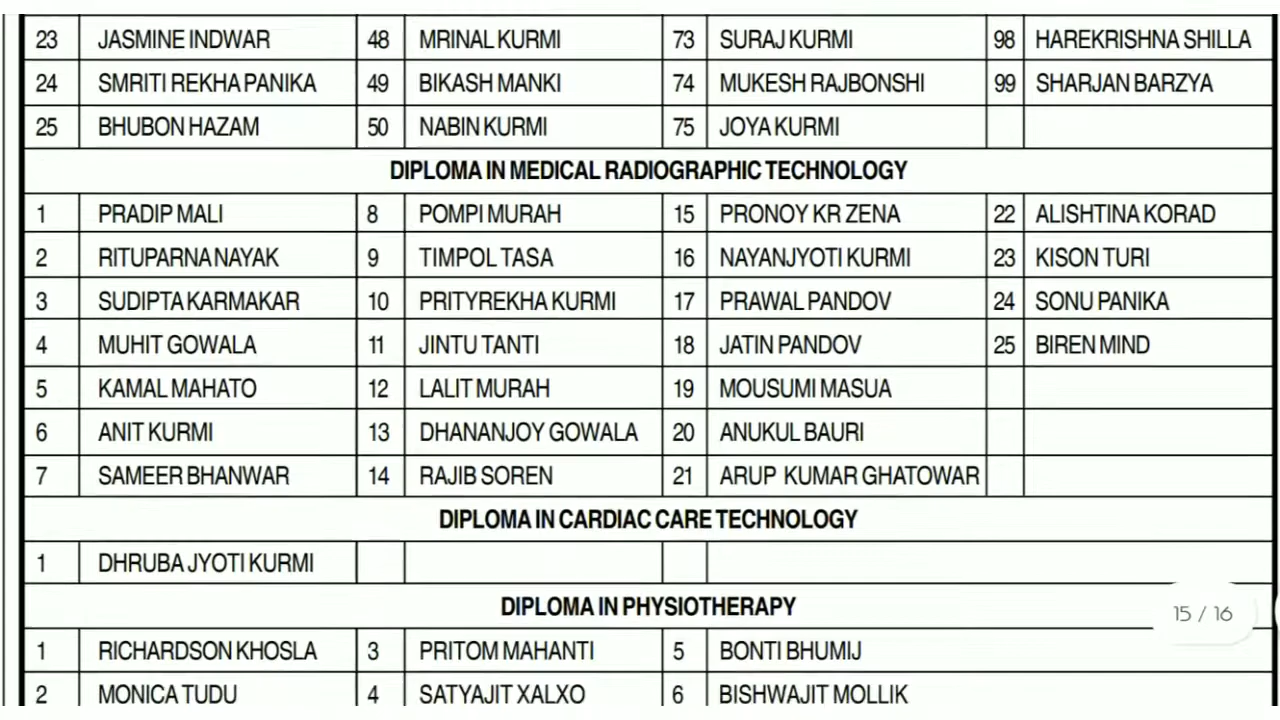 23 JASMINE INDWAR 48 MRINAL KURMI 73 SURAJ KURMI 98 HAREKRISHNA SHILLA
24 SMRITI REKHA PANIKA 49 BIKASH MANKI 74 MUKESH RAJBONSHI 99 SHARJAN BARZYA
25 BHUBON HAZAM 50 NABIN KURMI 75 JOYA KURMI
DIPLOMA IN MEDICAL RADIOGRAPHIC TECHNOLOGY
1 PRADIP MALI 8 POMPI MURAH 15 PRONOY KR ZENA 22 ALISHTINA KORAD
2 RITUPARNA NAYAK 9 TIMPOL TASA 16 NAYANJYOTI KURMI 23 KISON TURI
3 SUDIPTA KARMAKAR 10 PRITYREKHA KURMI 17 PRAWAL PANDOV 24 SONU PANIKA
4 MUHIT GOWALA 11 JINTU TANTI 18 JATIN PANDOV 25 BIREN MIND
5 KAMAL MAHATO 12 LALIT MURAH 19 MOUSUMI MASUA
6 ANIT KURMI 13 DHANANJOY GOWALA 20 ANUKUL BAURI
7 SAMEER BHANWAR 14 RAJIB SOREN 21 ARUP KUMAR GHATOWAR
DIPLOMA IN CARDIAC CARE TECHNOLOGY
1 DHRUBA JYOTI KURMI
DIPLOMA IN PHYSIOTHERAPY
15 / 16
1 RICHARDSON KHOSLA 3 PRITOM MAHANTI 5 BONTI BHUMIJ
2 MONICA TUDU 4 SATYAJIT XALXO 6 BISHWAJIT MOLLIK